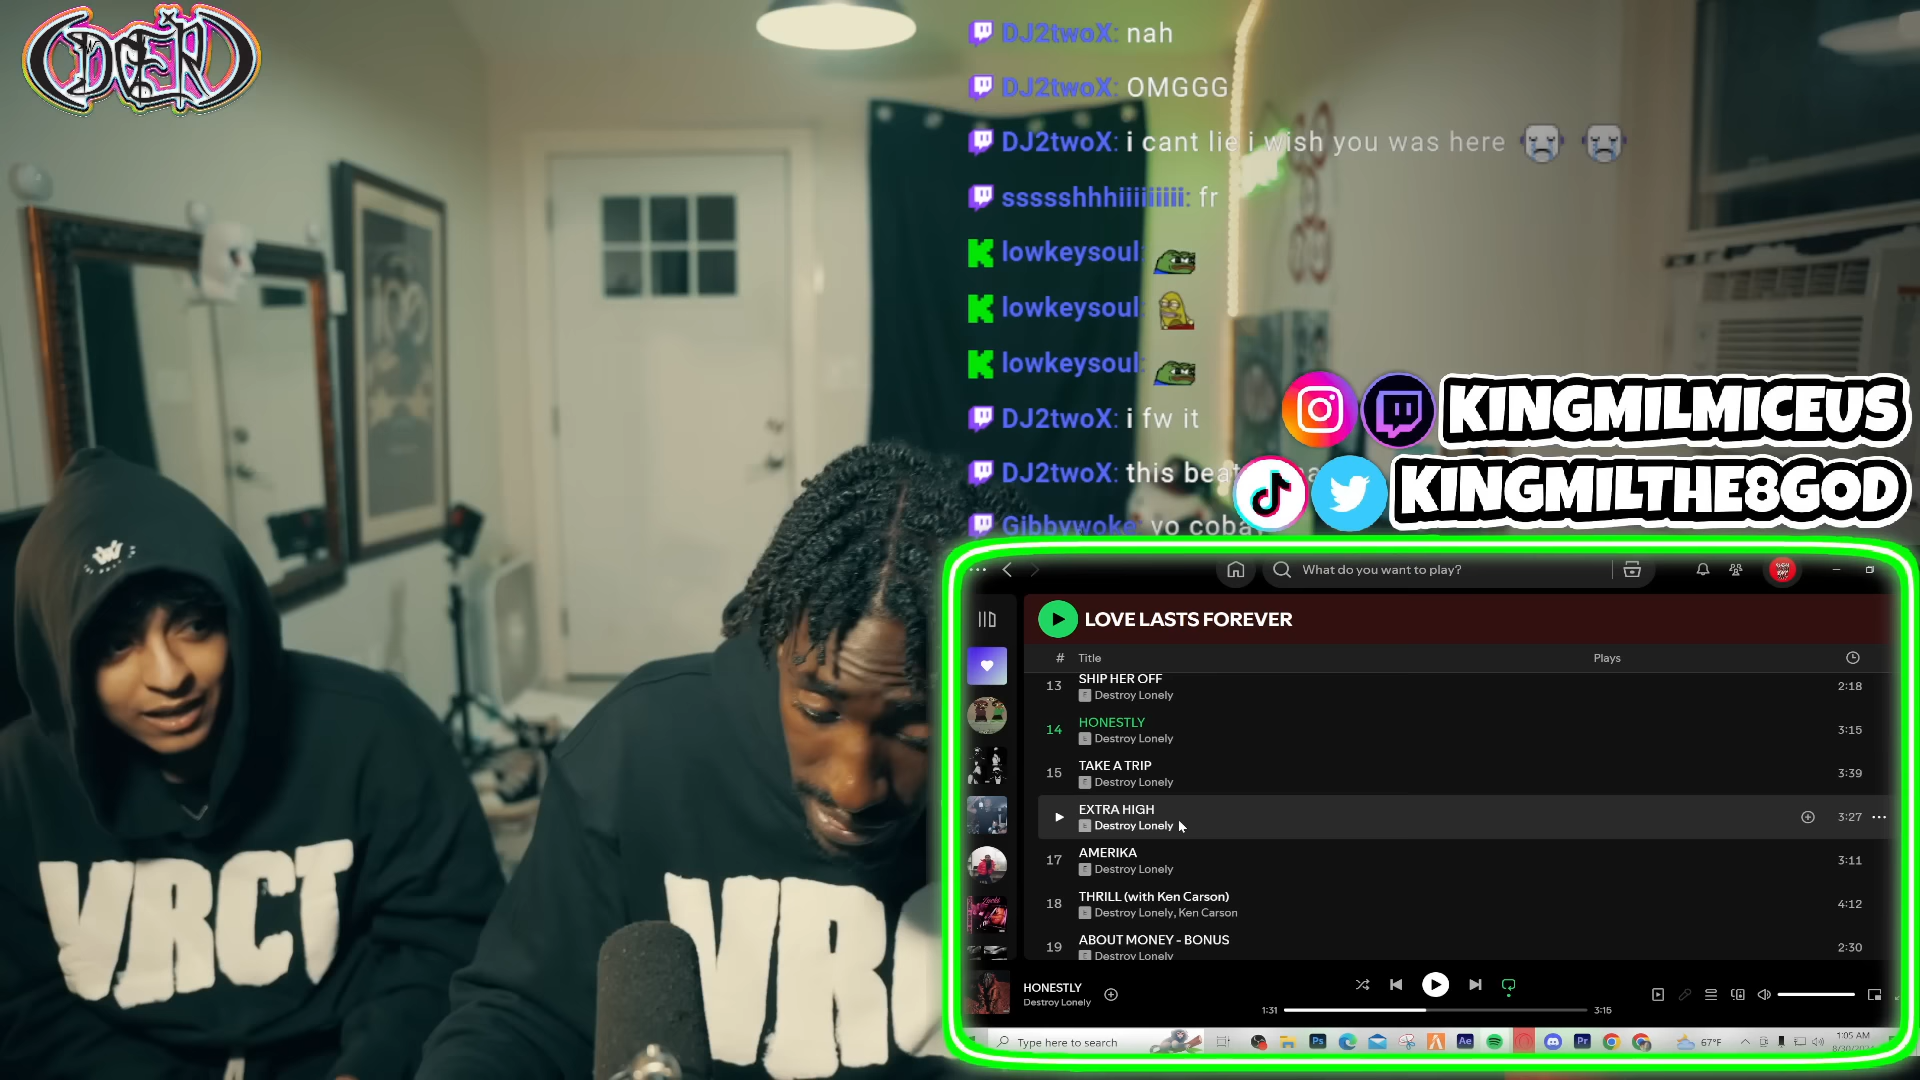 DJ2twoX: nah
DJ2twoX: OMGGG
DJ2twoX: i cant lie i wish you was here
sssssshhhiiiiiiiiii: fr
lowkeysoul:
lowkeysoul:
lowkeysoul:
DJ2twoX: i fw it
DJ2twoX: this beat
Gibbywoke: yo coba
KINGMILMICEUS
KINGMILTHE8GOD
What do you want to play?
LOVE LASTS FOREVER
# Title Plays
13 SHIP HER OFF 2:18
E Destroy Lonely
14 HONESTLY 3:15
E Destroy Lonely
15 TAKE A TRIP 3:39
E Destroy Lonely
EXTRA HIGH 3:27
E Destroy Lonely
17 AMERIKA 3:11
E Destroy Lonely
18 THRILL (with Ken Carson) 4:12
E Destroy Lonely, Ken Carson
19 ABOUT MONEY - BONUS 2:30
E Destroy Lonely
HONESTLY
Destroy Lonely
1:31 3:15
Type here to search
Ps
Ae
Pr
67°F
1:05 AM
VRCT
VR